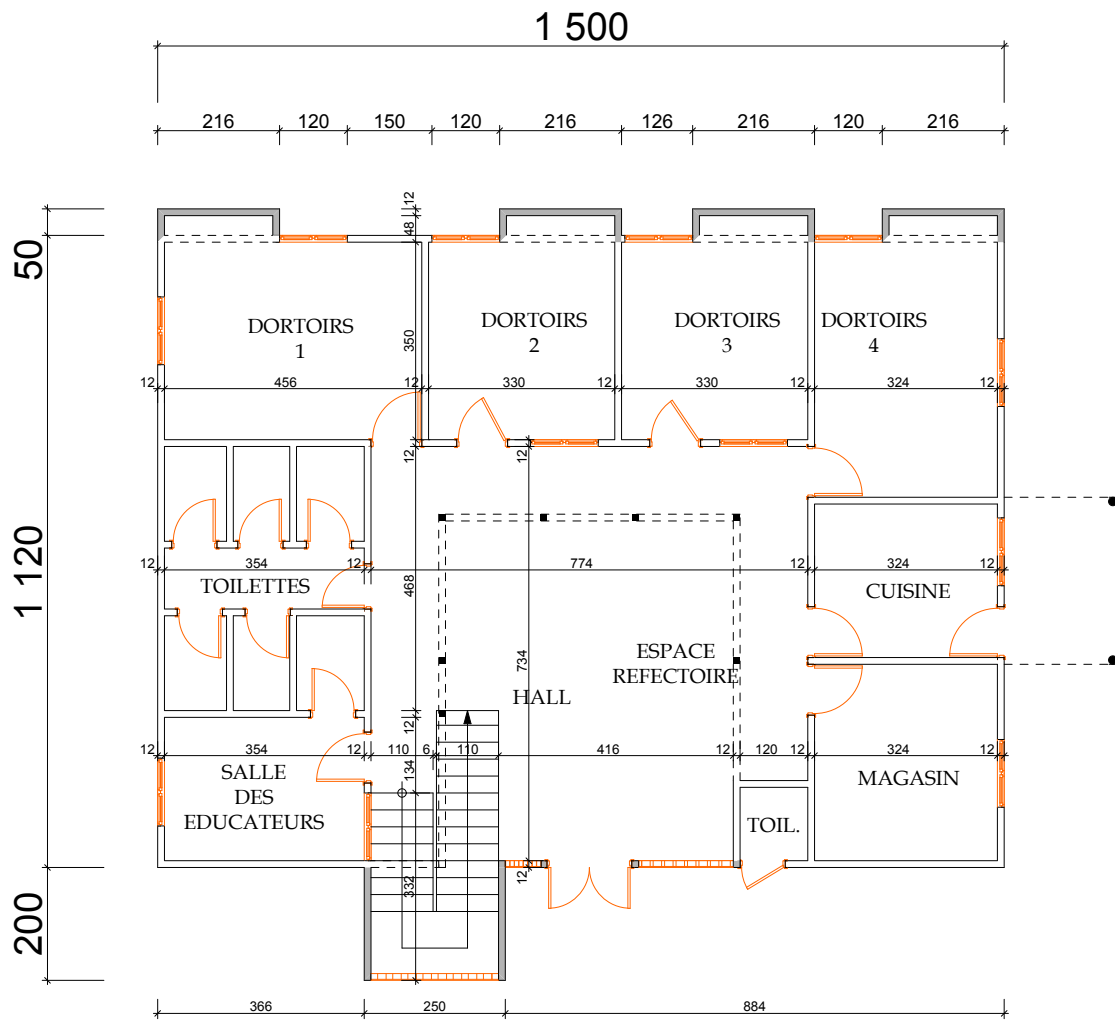 1 500
216 120 150 120 216 126 216 120 216
12
48
50
DORTOIRS
1
DORTOIRS
2
DORTOIRS
3
DORTOIRS
4
350
12 456 12 330 12 330 12 324 12
12 12
1 120
12 354 12 774 12 324 12
TOILETTES
CUISINE
468
734
ESPACE
REFECTOIRE
HALL
12
12 354 12 110 6 110 416 12 120 12 324 12
134
SALLE
DES
EDUCATEURS
MAGASIN
TOIL.
332
12
200
366 250 884